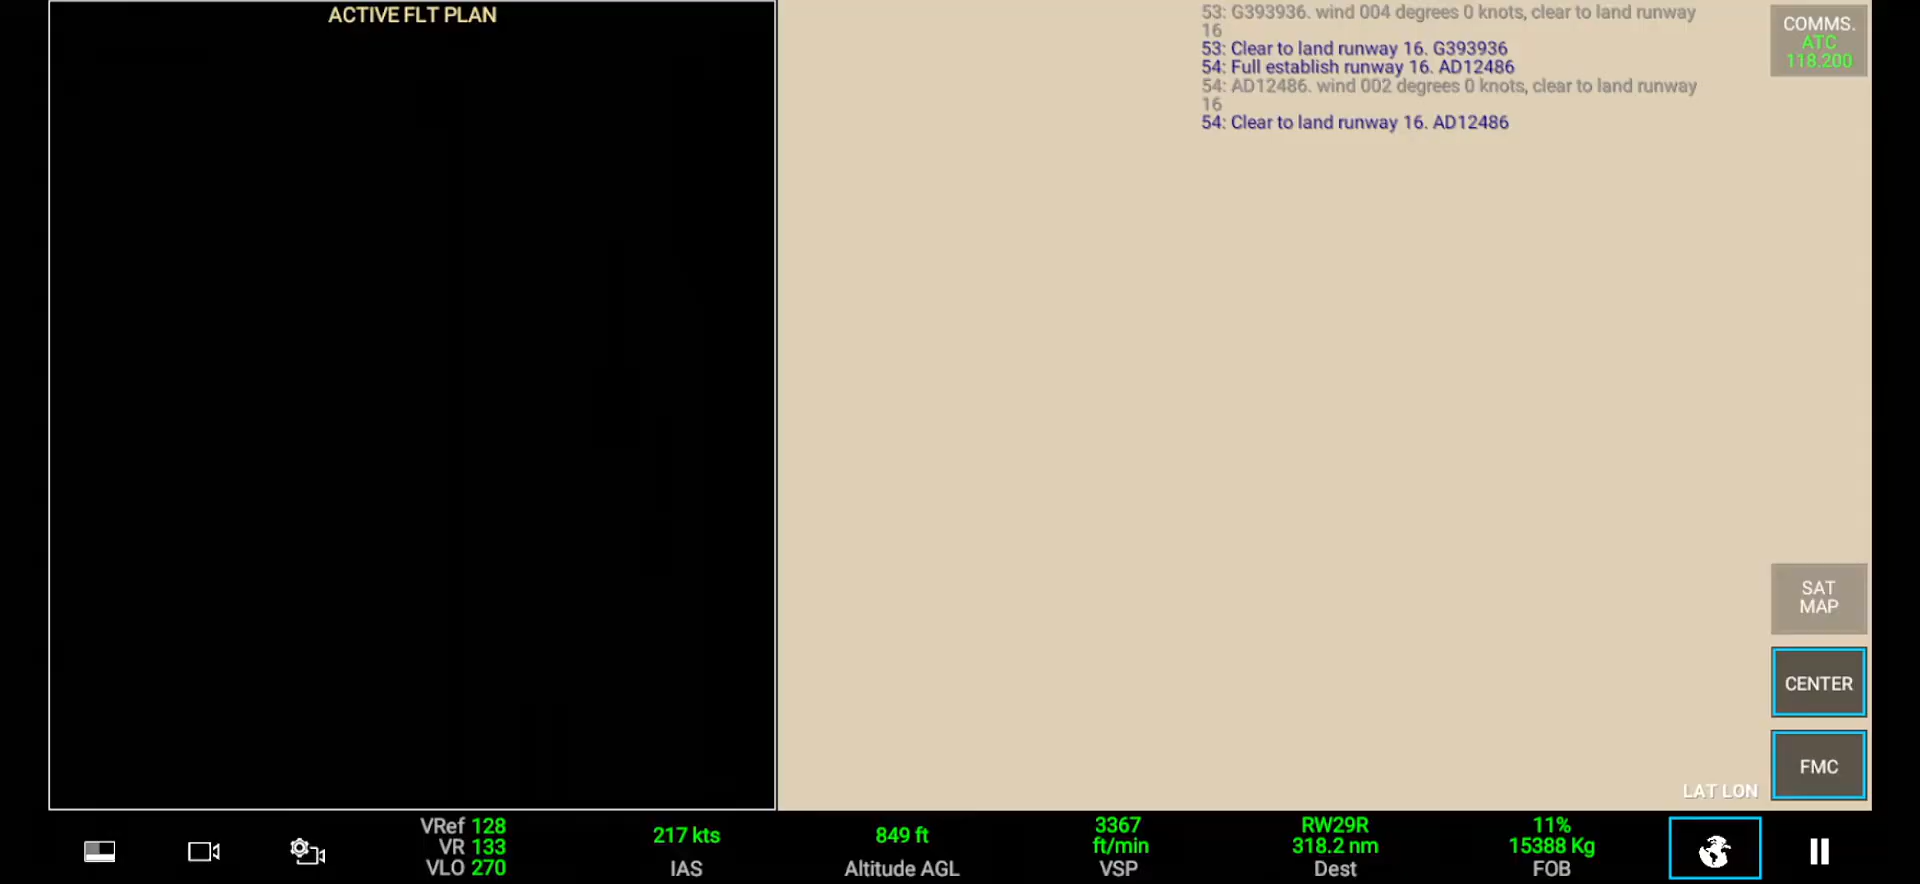 ACTIVE FLT PLAN
53: G393936. wind 004 degrees 0 knots, clear to land runway
16
53: Clear to land runway 16. G393936
54: Full establish runway 16. AD12486
54: AD12486. wind 002 degrees 0 knots, clear to land runway
16
54: Clear to land runway 16. AD12486
COMMS.
ATC
118.200
SAT
MAP
CENTER
FMC
LAT LON
VRef 128
VR 133
VLO 270
217 kts
IAS
849 ft
Altitude AGL
3367
ft/min
VSP
RW29R
318.2 nm
Dest
11%
15388 Kg
FOB